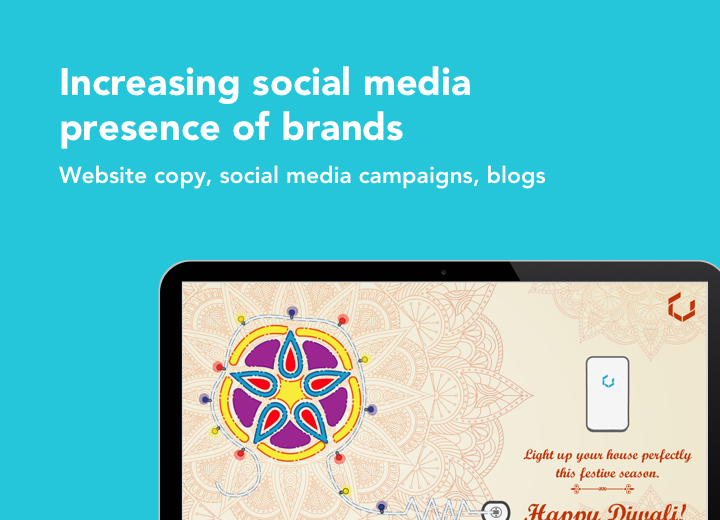 Increasing social media
presence of brands
Website copy, social media campaigns, blogs
Light up your house perfectly
this festive season.
Happy Diwali!